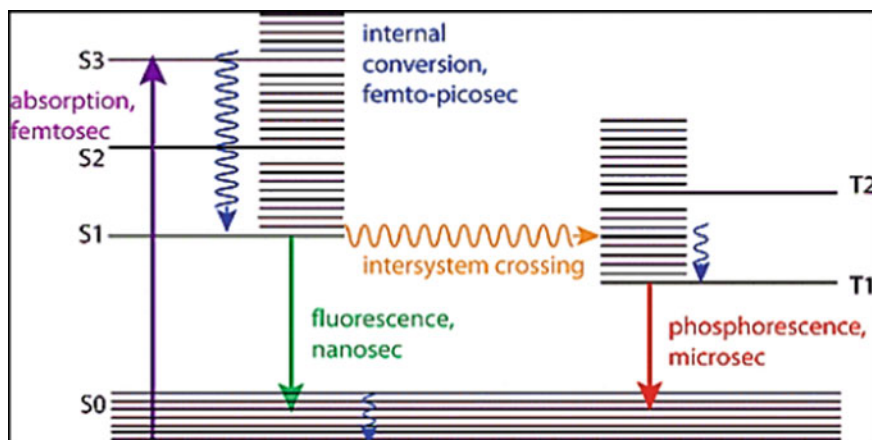 S3
internal
conversion,
femto-picosec
absorption,
femtosec
S2
T2
S1
intersystem crossing
T1
fluorescence,
nanosec
phosphorescence,
microsec
S0